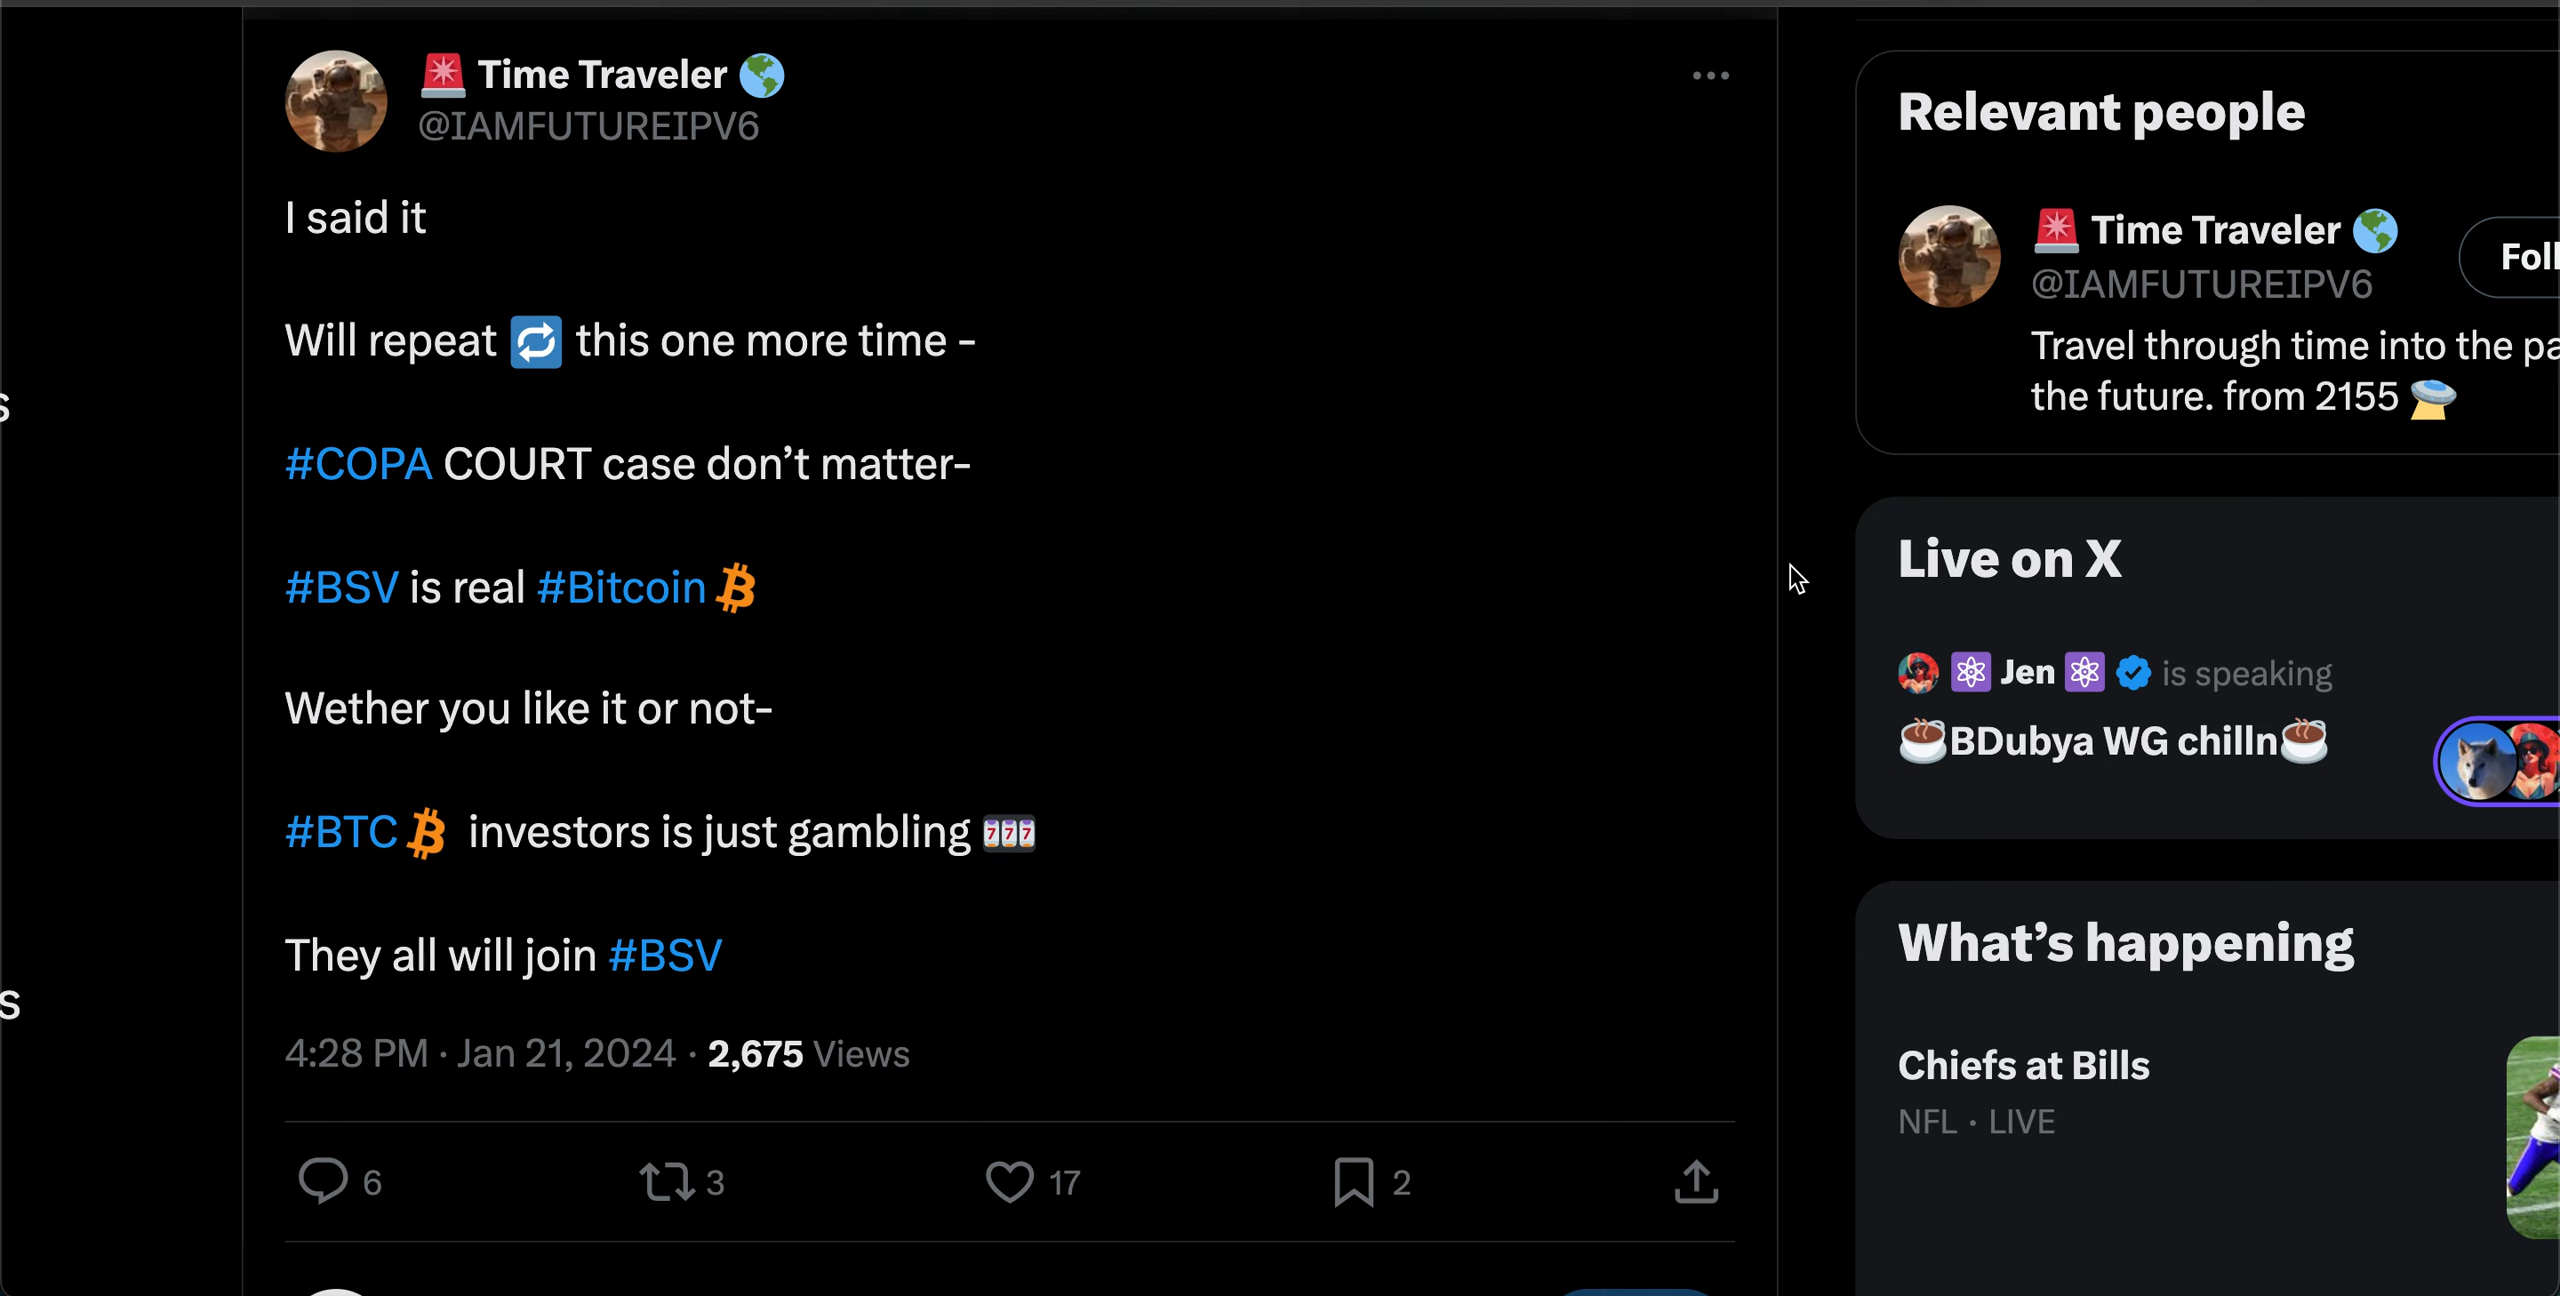 🚨 Time Traveler 🌎
@IAMFUTUREIPV6
I said it
Will repeat 🔁 this one more time -
#COPA COURT case don’t matter-
#BSV is real #Bitcoin
Wether you like it or not-
#BTC investors is just gambling 🎰
They all will join #BSV
4:28 PM · Jan 21, 2024 · 2,675 Views
6 3 17 2
Relevant people
🚨 Time Traveler 🌎
@IAMFUTUREIPV6
Travel through time into the
the future. from 2155 🛸
Live on X
⚛️ Jen ⚛️ is speaking
☕BDubya WG chilln☕
What’s happening
Chiefs at Bills
NFL · LIVE